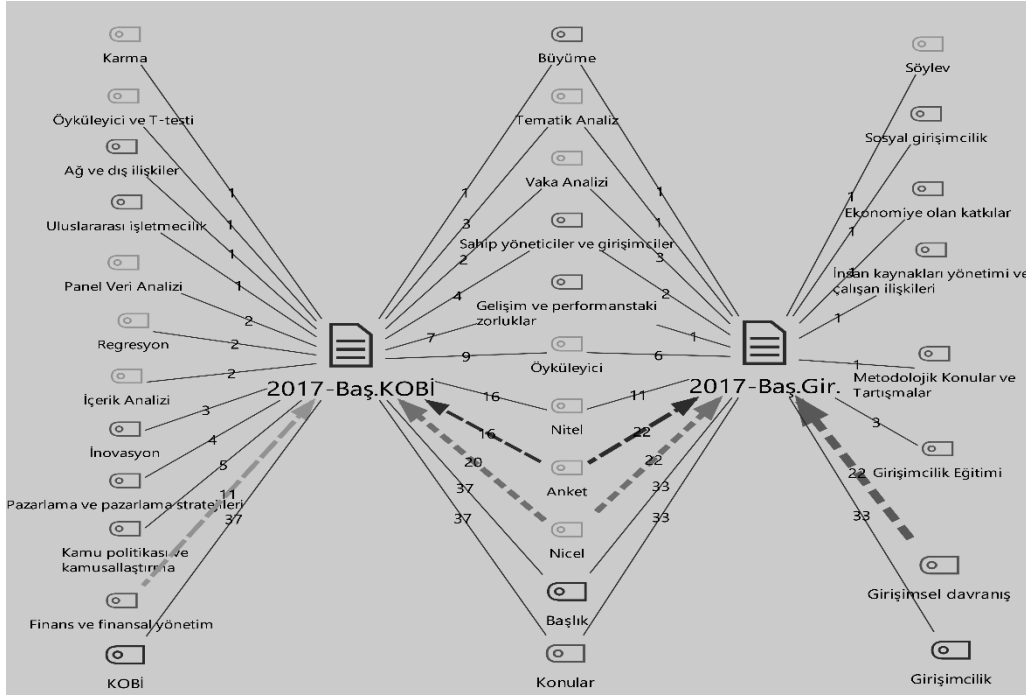 Karma
Büyüme
Söylev
Öyküleyici ve T-testi
Tematik Analiz
Sosyal girişimcilik
Ağ ve dış ilişkiler
Vaka Analizi
Ekonomiye olan katkılar
Uluslararası işletmecilik
Sahip yöneticiler ve girişimciler
İnsan kaynakları yönetimi ve
çalışan ilişkileri
Panel Veri Analizi
Gelişim ve performanstaki
zorluklar
Regresyon
Öyküleyici
Metodolojik Konular ve
Tartışmalar
2017-Baş.KOBİ
2017-Baş.Gir.
İçerik Analizi
Nitel
İnovasyon
Anket
Girişimcilik Eğitimi
Pazarlama ve pazarlama stratejileri
Nicel
Kamu politikası ve
kamusallaştırma
Girişimsel davranış
Finans ve finansal yönetim
Başlık
KOBİ
Konular
Girişimcilik
1
1
1
1
2
2
2
3
4
5
11
37
1
3
2
4
7
9
16
16
20
37
37
1
1
3
2
1
6
11
22
22
33
33
1
1
1
1
1
3
22
33